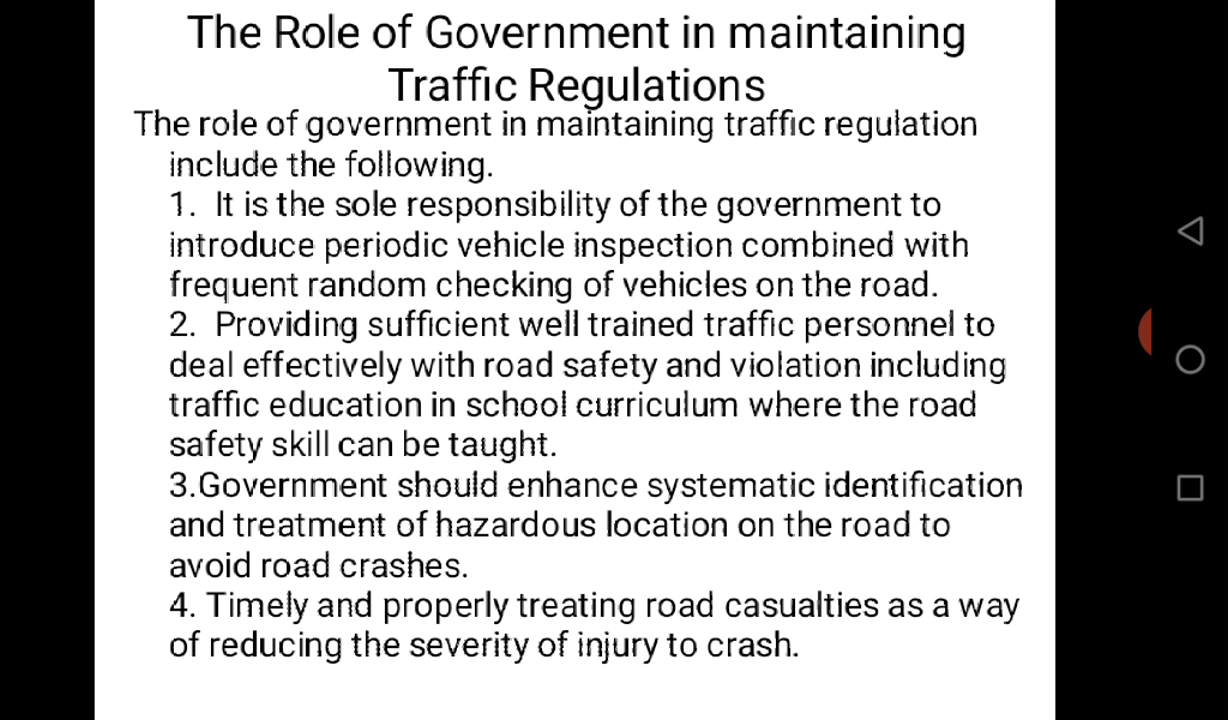 The Role of Government in maintaining
Traffic Regulations
The role of government in maintaining traffic regulation
include the following.
1. It is the sole responsibility of the government to
introduce periodic vehicle inspection combined with
frequent random checking of vehicles on the road.
2. Providing sufficient well trained traffic personnel to
deal effectively with road safety and violation including
traffic education in school curriculum where the road
safety skill can be taught.
3.Government should enhance systematic identification
and treatment of hazardous location on the road to
avoid road crashes.
4. Timely and properly treating road casualties as a way
of reducing the severity of injury to crash.